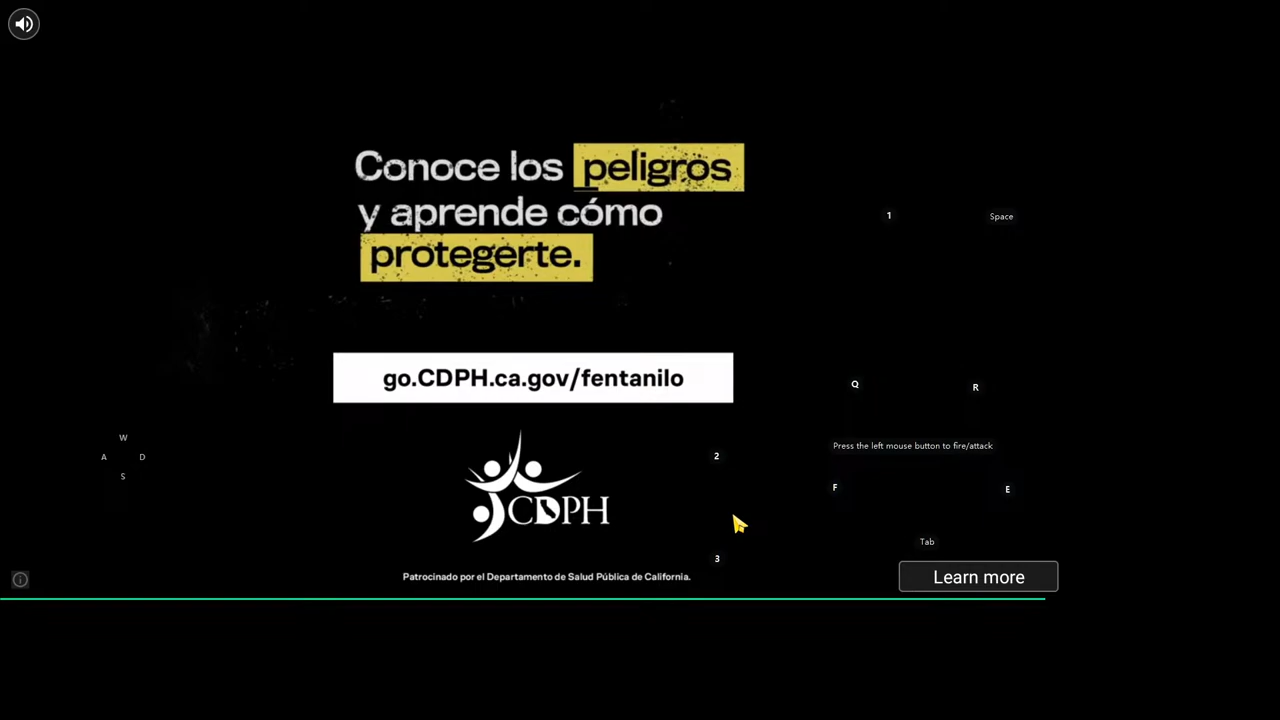 Conoce los peligros
y aprende cómo
protegerte.
1
Space
go.CDPH.ca.gov/fentanilo
Q
R
W
A
D
S
Press the left mouse button to fire/attack
2
F
E
CDPH
Tab
3
Patrocinado por el Departamento de Salud Pública de California.
Learn more